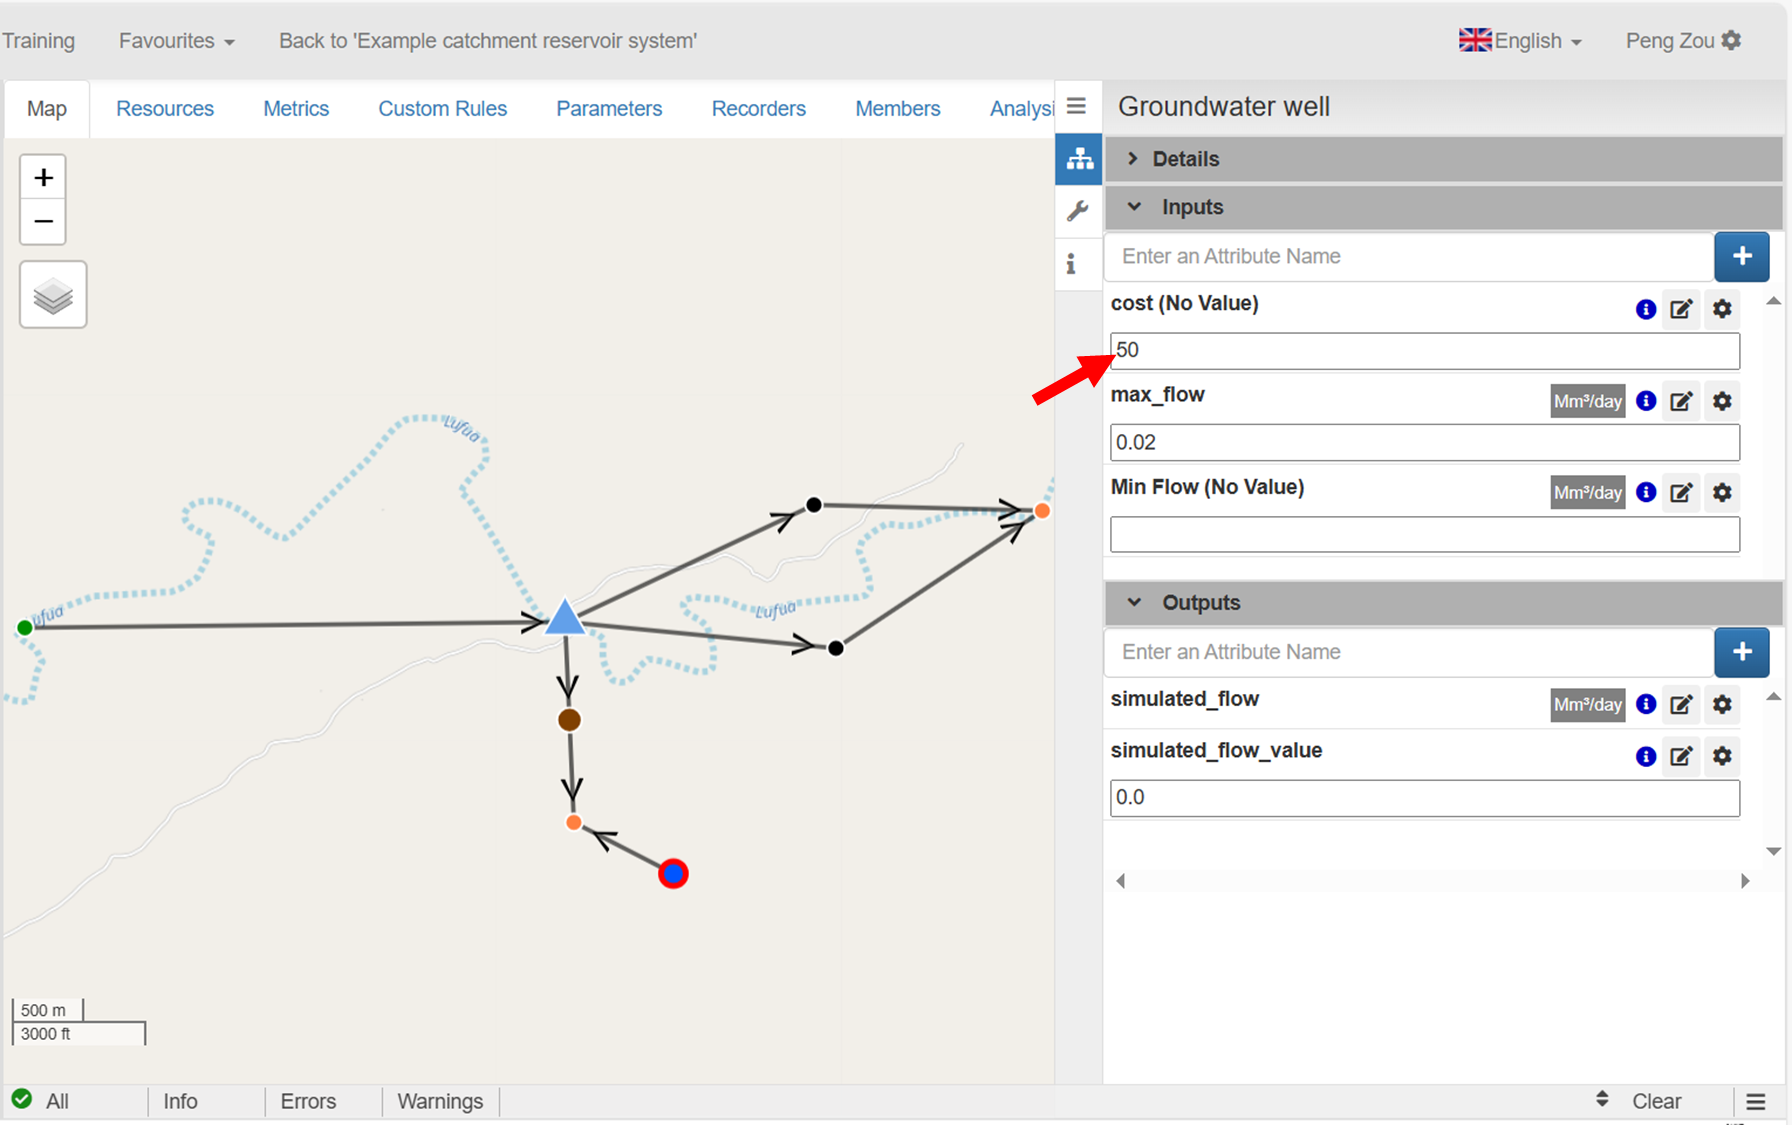 Training Favourites Back to 'Example catchment reservoir system' English Peng Zou
Map Resources Metrics Custom Rules Parameters Recorders Members Analysi
Groundwater well
Details
Inputs
Enter an Attribute Name
cost (No Value)
50
max_flow Mm³/day
0.02
Min Flow (No Value) Mm³/day
Outputs
Enter an Attribute Name
simulated_flow Mm³/day
simulated_flow_value
0.0
Lufua
Lufua
ufua
500 m
3000 ft
All Info Errors Warnings Clear